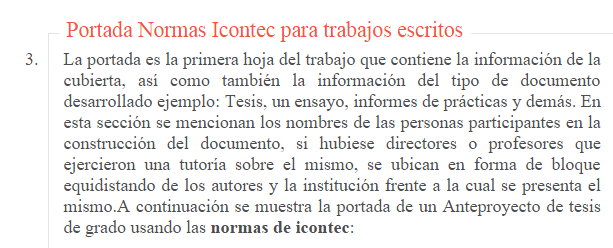 Portada Normas Icontec para trabajos escritos
3. La portada es la primera hoja del trabajo que contiene la información de la
cubierta, así como también la información del tipo de documento
desarrollado ejemplo: Tesis, un ensayo, informes de prácticas y demás. En
esta sección se mencionan los nombres de las personas participantes en la
construcción del documento, si hubiese directores o profesores que
ejercieron una tutoría sobre el mismo, se ubican en forma de bloque
equidistando de los autores y la institución frente a la cual se presenta el
mismo.A continuación se muestra la portada de un Anteproyecto de tesis
de grado usando las normas de icontec: